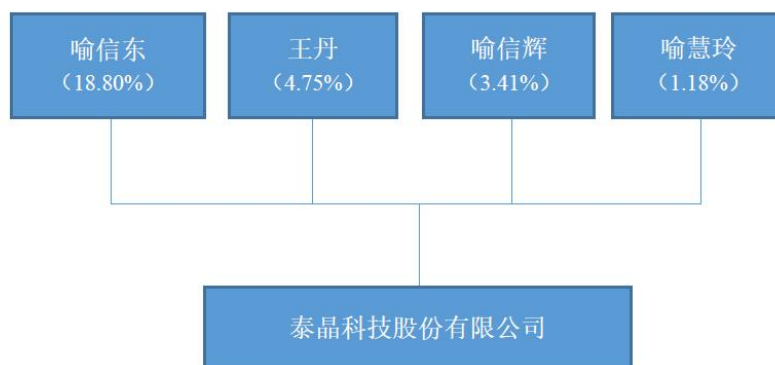 喻信东
（18.80%）
王丹
（4.75%）
喻信辉
（3.41%）
喻慧玲
（1.18%）
泰晶科技股份有限公司